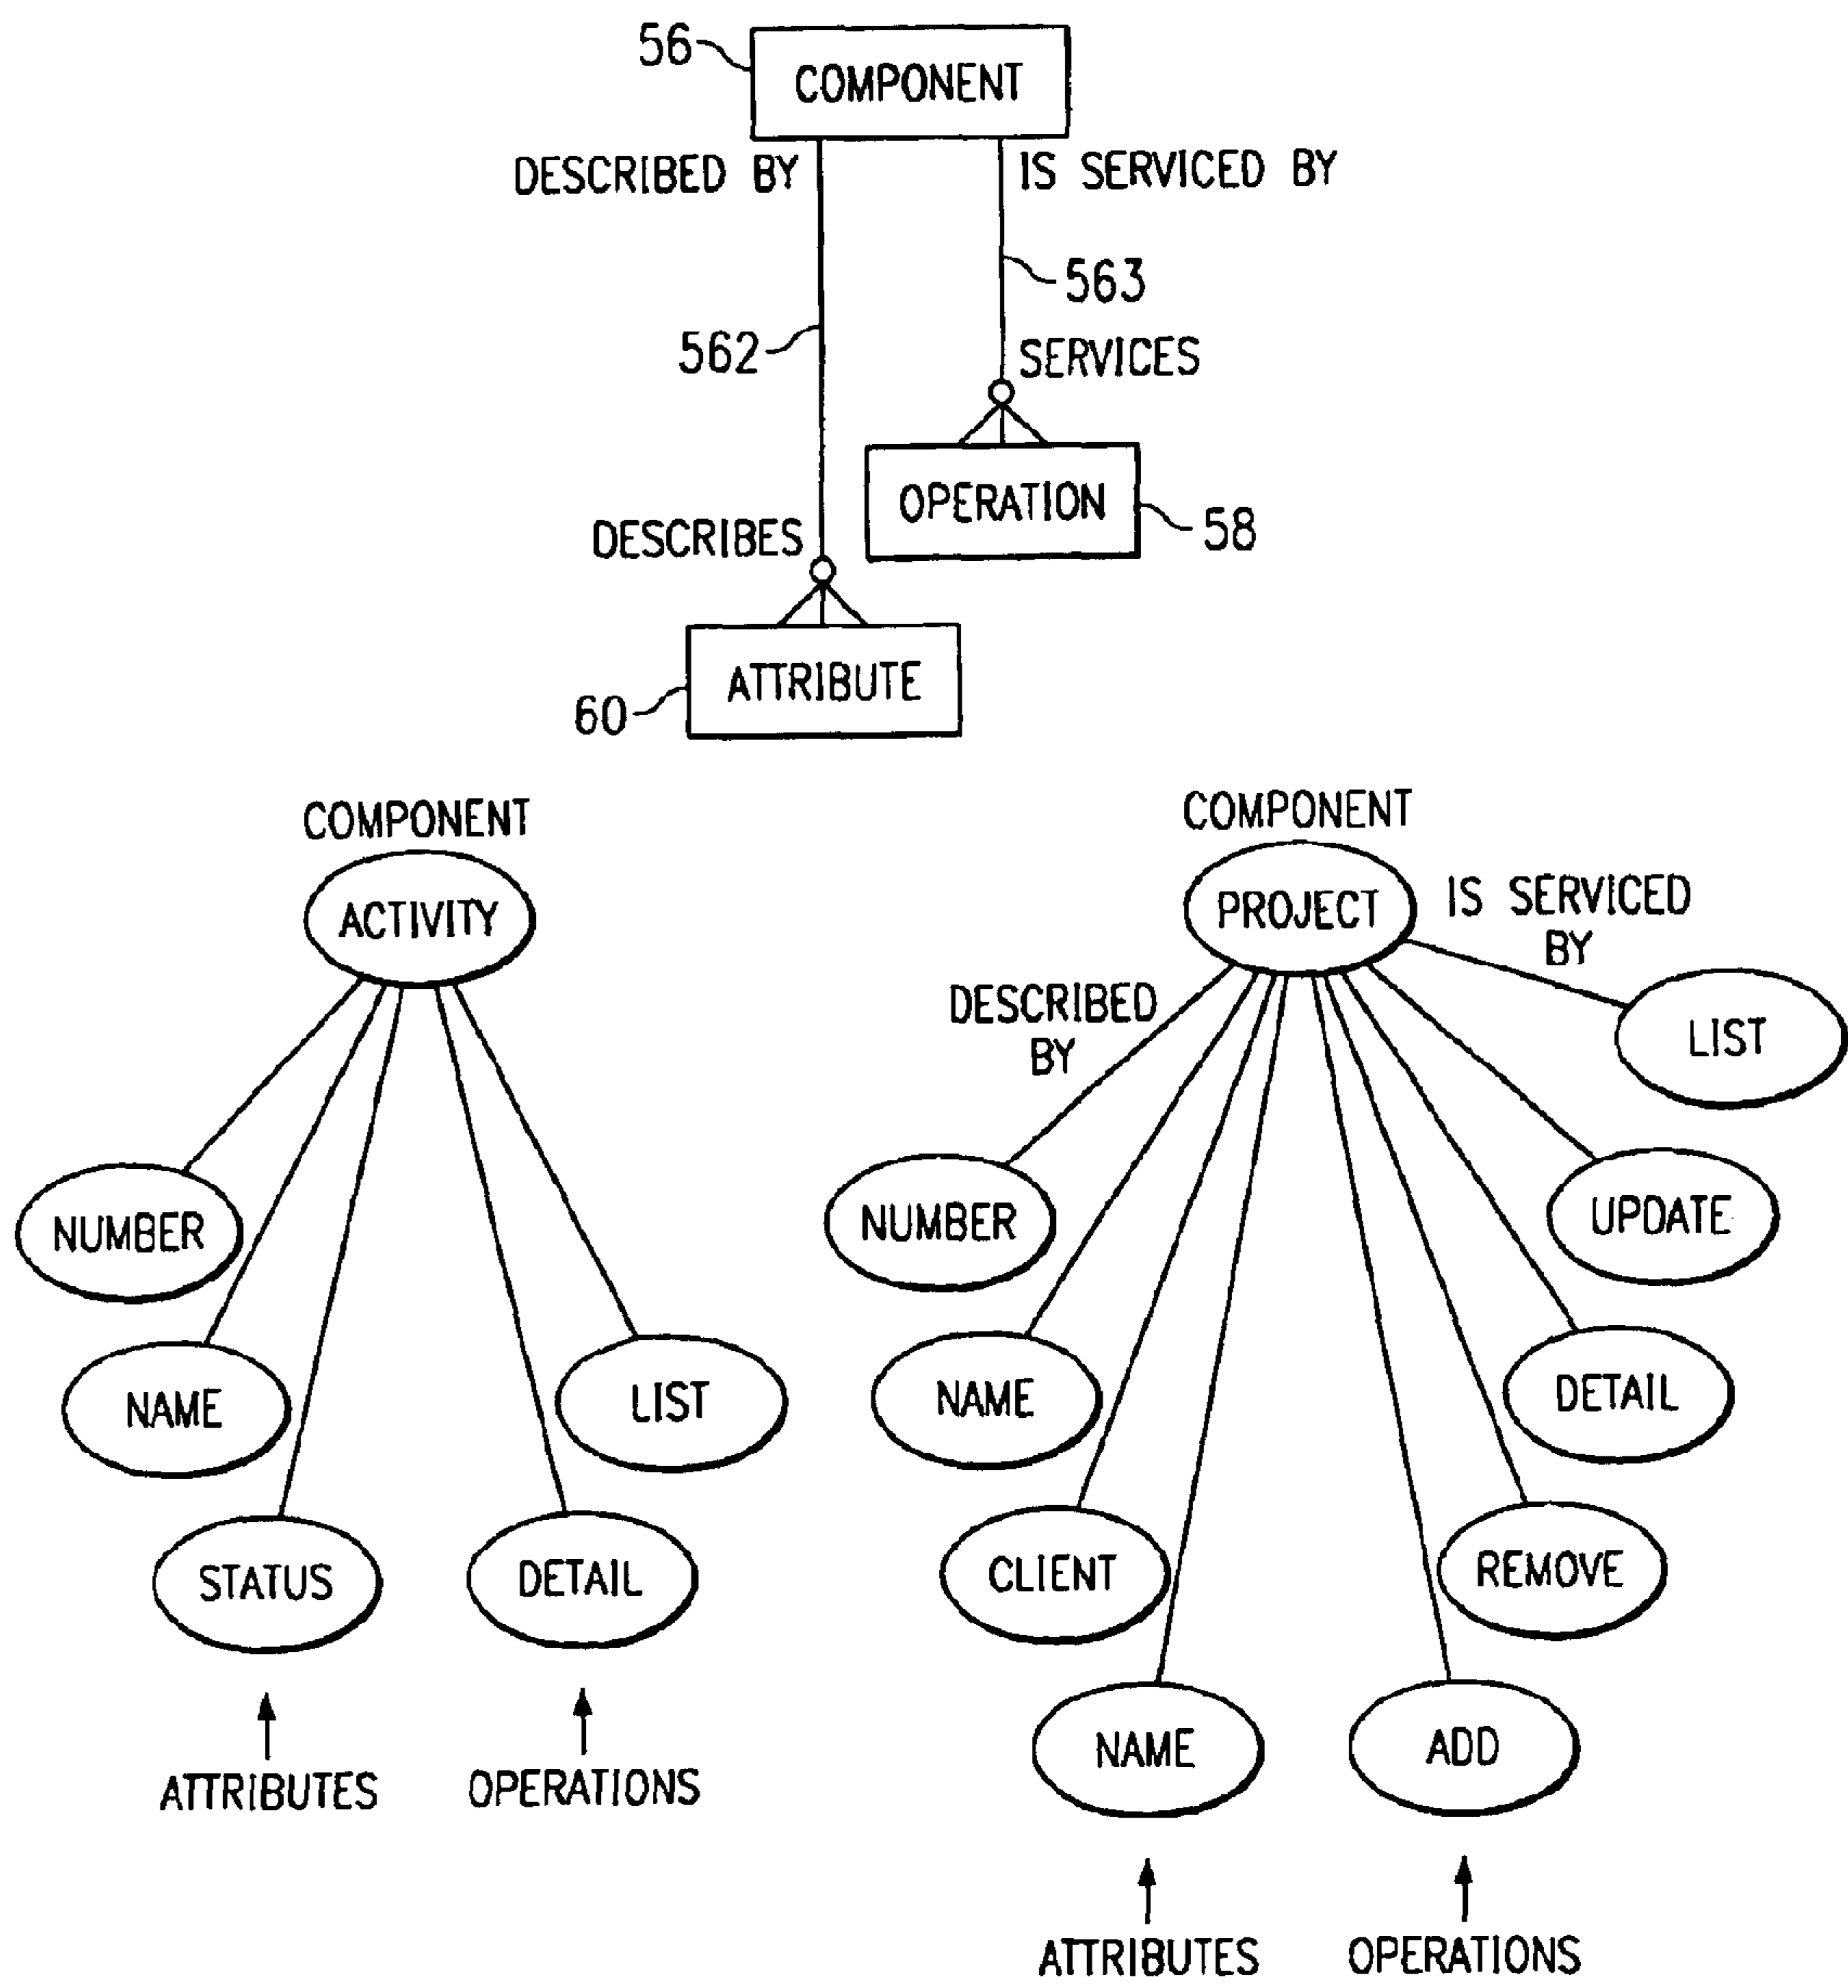 56
COMPONENT
DESCRIBED BY
IS SERVICED BY
563
562
SERVICES
OPERATION
58
DESCRIBES
ATTRIBUTE
60
COMPONENT
ACTIVITY
NUMBER
NAME
STATUS
DETAIL
LIST
ATTRIBUTES
OPERATIONS
COMPONENT
PROJECT
IS SERVICED
BY
DESCRIBED
BY
LIST
NUMBER
UPDATE
NAME
DETAIL
CLIENT
REMOVE
NAME
ADD
ATTRIBUTES
OPERATIONS